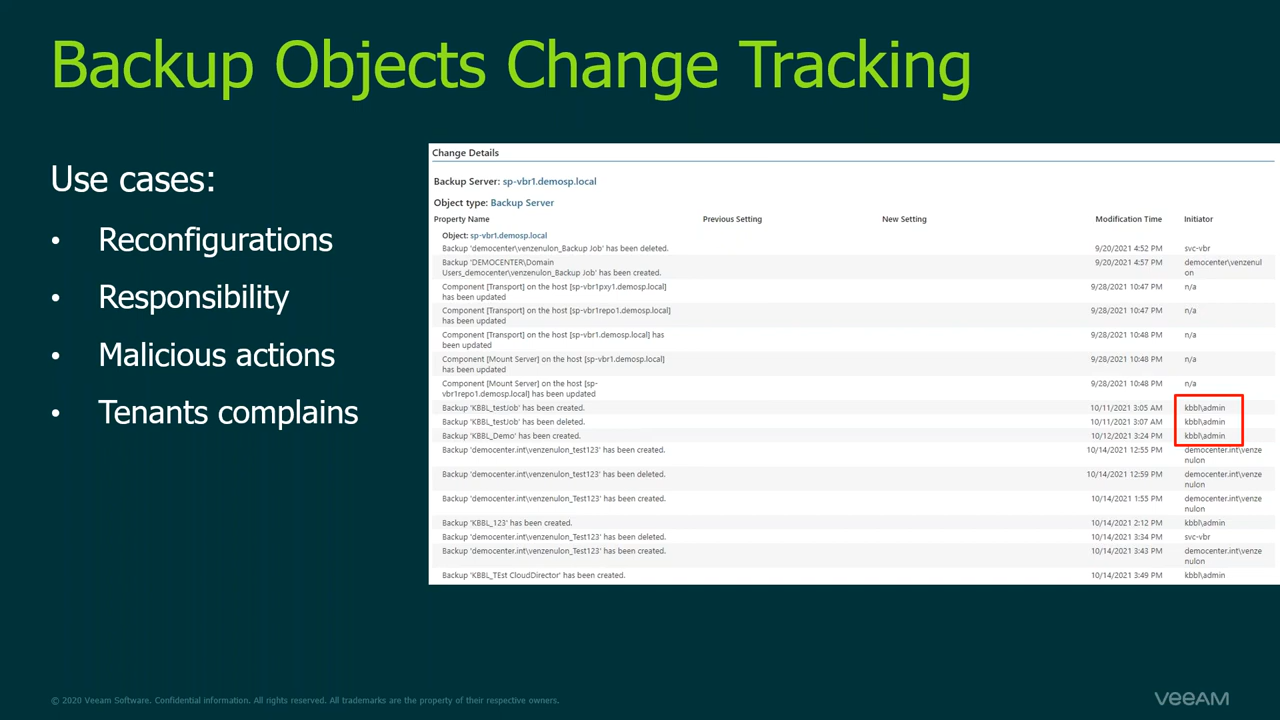 Backup Objects Change Tracking
Use cases:
• Reconfigurations
• Responsibility
• Malicious actions
• Tenants complains
Change Details
Backup Server: sp-vbr1.demosp.local
Object type: Backup Server
Property Name Previous Setting New Setting Modification Time Initiator
Object: sp-vbr1.demosp.local
Backup 'democenter\venzenulon_Backup Job' has been deleted. 9/20/2021 4:52 PM svc-vbr
Backup 'DEMOCENTER\Domain 9/20/2021 4:57 PM democenter\venzenul
Users_democenter\venzenulon_Backup Job' has been created. on
Component [Transport] on the host [sp-vbr1pxy1.demosp.local] 9/28/2021 10:47 PM n/a
has been updated
Component [Transport] on the host [sp-vbr1repo1.demosp.local] 9/28/2021 10:47 PM n/a
has been updated
Component [Transport] on the host [sp-vbr1.demosp.local] has 9/28/2021 10:48 PM n/a
been updated
Component [Mount Server] on the host [sp-vbr1.demosp.local] 9/28/2021 10:48 PM n/a
has been updated
Component [Mount Server] on the host [sp- 9/28/2021 10:48 PM n/a
vbr1repo1.demosp.local] has been updated
Backup 'KBBL_testJob' has been created. 10/11/2021 3:05 AM kbbl\admin
Backup 'KBBL_testJob' has been deleted. 10/11/2021 3:07 AM kbbl\admin
Backup 'KBBL_Demo' has been created. 10/12/2021 3:24 PM kbbl\admin
Backup 'democenter.int\venzenulon_test123' has been created. 10/14/2021 12:55 PM democenter.int\venze
nulon
Backup 'democenter.int\venzenulon_test123' has been deleted. 10/14/2021 12:59 PM democenter.int\venze
nulon
Backup 'democenter.int\venzenulon_Test123' has been created. 10/14/2021 1:55 PM democenter.int\venze
nulon
Backup 'KBBL_123' has been created. 10/14/2021 2:12 PM kbbl\admin
Backup 'democenter.int\venzenulon_Test123' has been deleted. 10/14/2021 3:34 PM svc-vbr
Backup 'democenter.int\venzenulon_Test123' has been created. 10/14/2021 3:43 PM democenter.int\venze
nulon
Backup 'KBBL_TEst CloudDirector' has been created. 10/14/2021 3:49 PM kbbl\admin
© 2020 Veeam Software. Confidential information. All rights reserved. All trademarks are the property of their respective owners.
veeAM